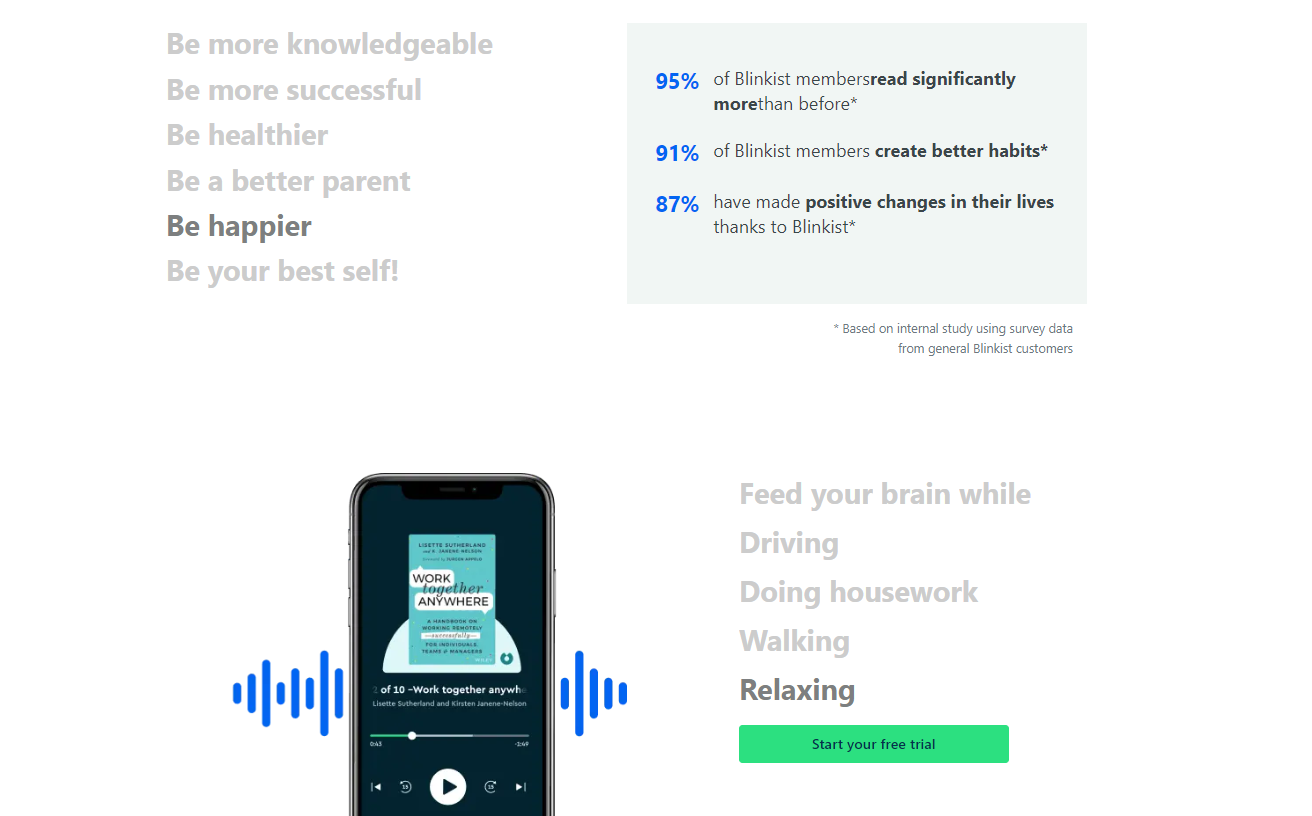 Be more knowledgeable
Be more successful
Be healthier
Be a better parent
Be happier
Be your best self!
95% of Blinkist membersread significantly
morethan before*
91% of Blinkist members create better habits*
87% have made positive changes in their lives
thanks to Blinkist*
* Based on internal study using survey data
from general Blinkist customers
LISETTE SUTHERLAND
and K. JANENE-NELSON
WORK
together
ANYWHERE
A HANDBOOK ON
WORKING REMOTELY
—successfully—
FOR INDIVIDUALS,
TEAMS & MANAGERS
of 10 –Work together anywhe
Lisette Sutherland and Kirsten Janene-Nelson
0:43
-1:49
15
15
Feed your brain while
Driving
Doing housework
Walking
Relaxing
Start your free trial